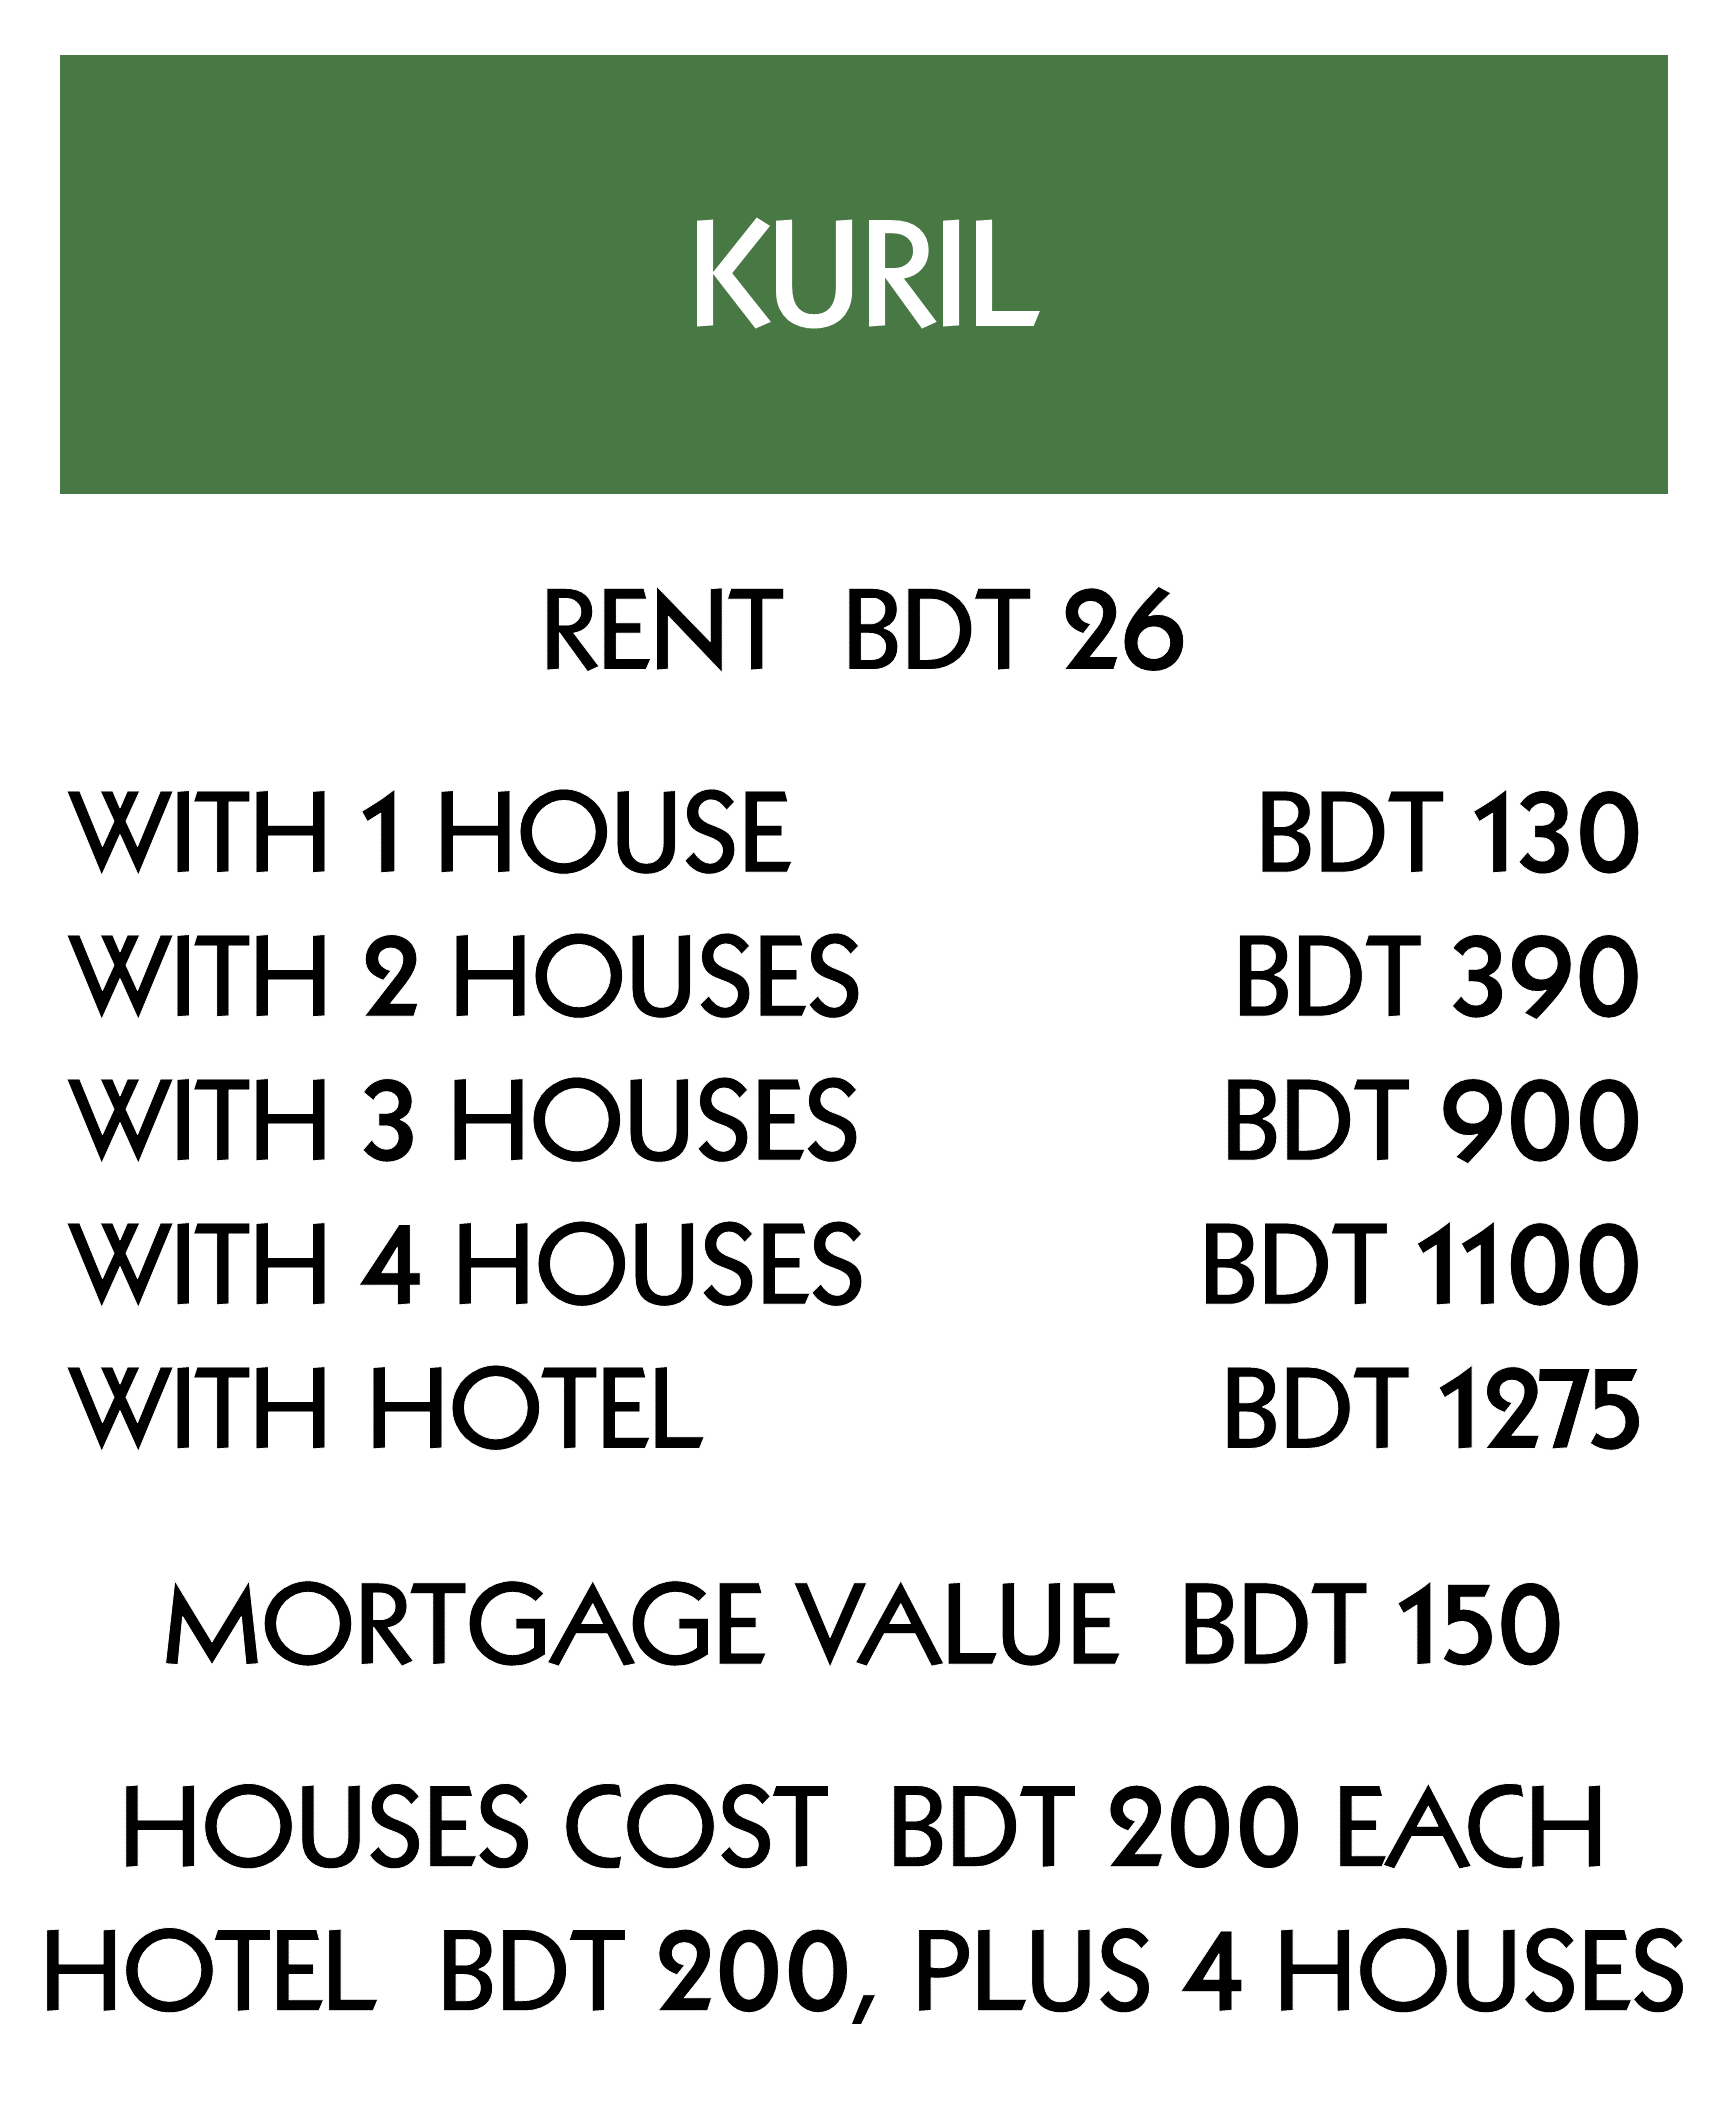 KURIL
RENT BDT 26
WITH 1 HOUSE BDT 130
WITH 2 HOUSES BDT 390
WITH 3 HOUSES BDT 900
WITH 4 HOUSES BDT 1100
WITH HOTEL BDT 1275
MORTGAGE VALUE BDT 150
HOUSES COST BDT 200 EACH
HOTEL BDT 200, PLUS 4 HOUSES